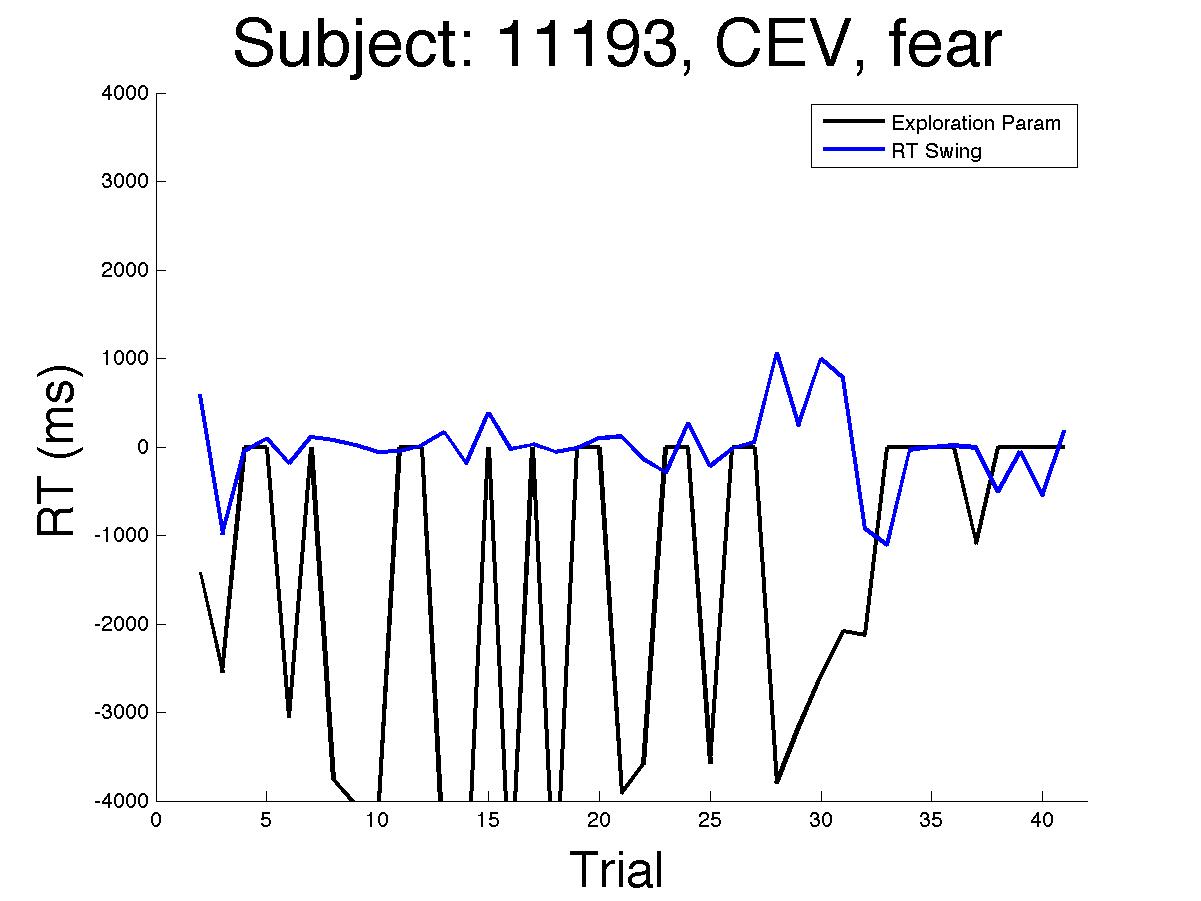 Subject: 11193, CEV, fear
4000
3000
2000
1000
0
-1000
-2000
-3000
-4000
RT (ms)
Exploration Param
RT Swing
0 5 10 15 20 25 30 35 40
Trial